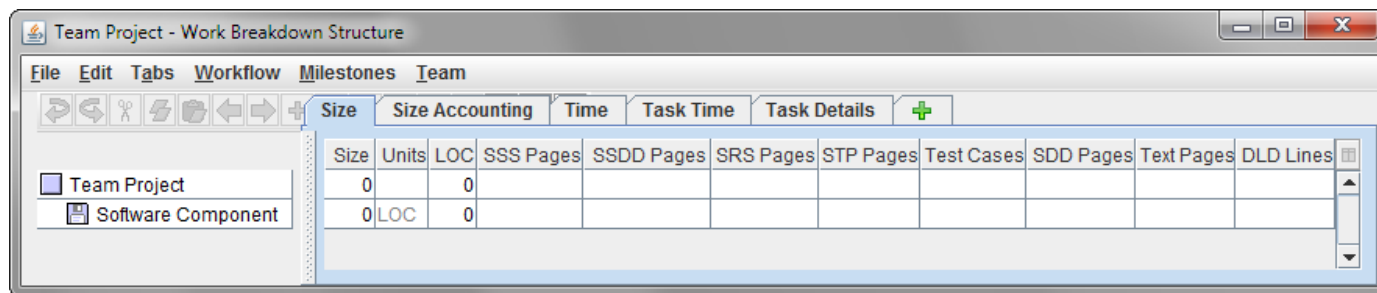 Team Project - Work Breakdown Structure
File Edit Tabs Workflow Milestones Team
Size Size Accounting Time Task Time Task Details
Size Units LOC SSS Pages SSDD Pages SRS Pages STP Pages Test Cases SDD Pages Text Pages DLD Lines
Team Project 0 0
Software Component 0 LOC 0